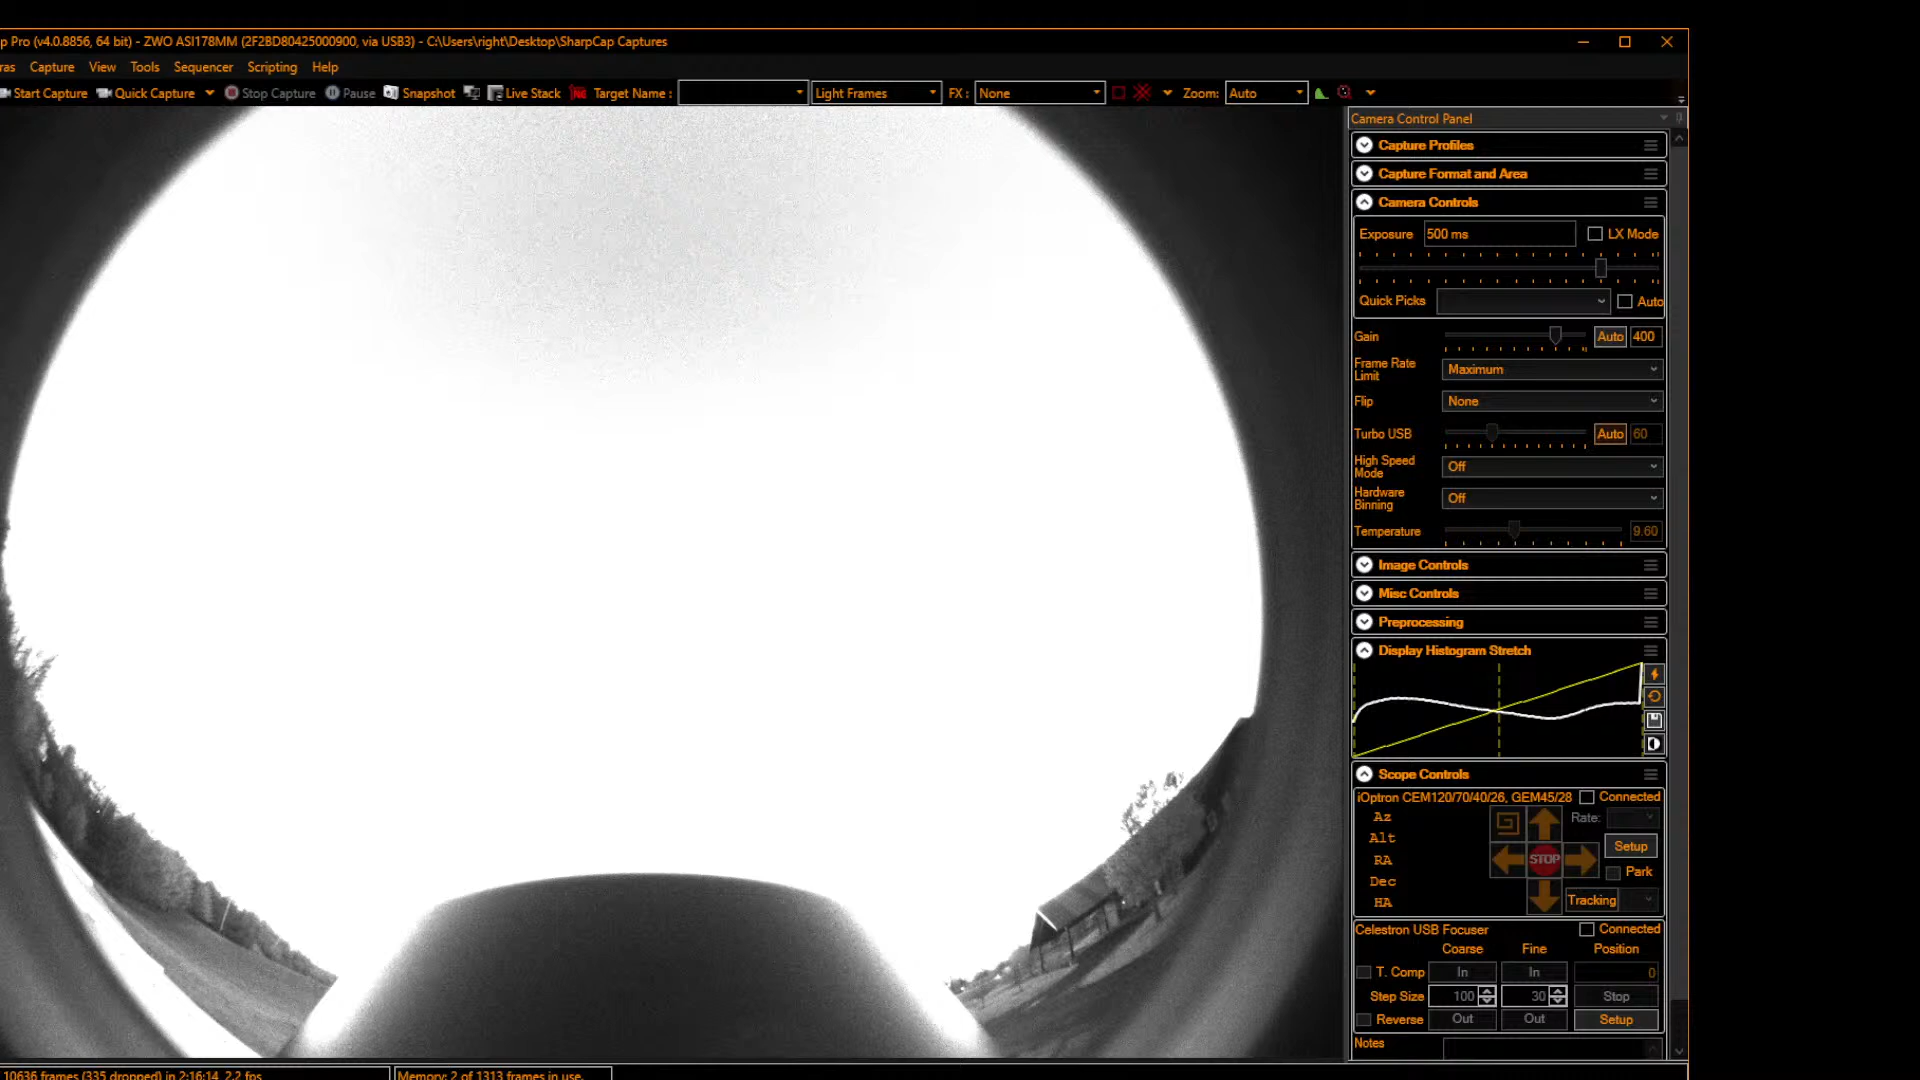 p Pro (v4.0.8856, 64 bit) - ZWO ASI178MM (2F2BD80425000900, via USB3) - C:\Users\right\Desktop\SharpCap Captures
ras Capture View Tools Sequencer Scripting Help
Start Capture Quick Capture Stop Capture Pause Snapshot Live Stack Target Name : Light Frames FX : None Zoom: Auto
Camera Control Panel
Capture Profiles
Capture Format and Area
Camera Controls
Exposure 500 ms LX Mode
Quick Picks Auto
Gain Auto 400
Frame Rate Limit Maximum
Flip None
Turbo USB Auto 60
High Speed Mode Off
Hardware Binning Off
Temperature 9.60
Image Controls
Misc Controls
Preprocessing
Display Histogram Stretch
Scope Controls
iOptron CEM120/70/40/26, GEM45/28 Connected
Az Rate:
Alt Setup
RA STOP Park
Dec
HA Tracking
Celestron USB Focuser Connected
Coarse Fine Position
T. Comp In In 0
Step Size 100 30 Stop
Reverse Out Out Setup
Notes
10636 frames (335 dropped) in 2:16:14, 2.2 fps Memory: 2 of 1313 frames in use.